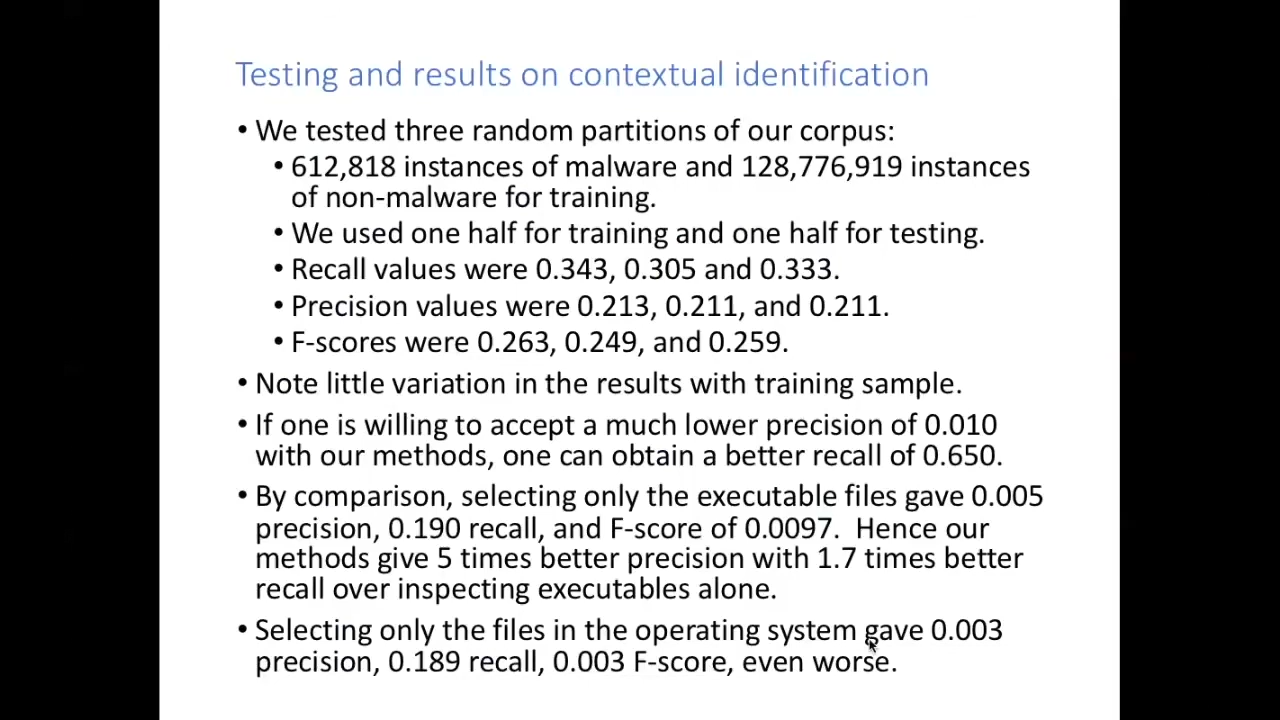 Testing and results on contextual identification
• We tested three random partitions of our corpus:
• 612,818 instances of malware and 128,776,919 instances
of non-malware for training.
• We used one half for training and one half for testing.
• Recall values were 0.343, 0.305 and 0.333.
• Precision values were 0.213, 0.211, and 0.211.
• F-scores were 0.263, 0.249, and 0.259.
• Note little variation in the results with training sample.
• If one is willing to accept a much lower precision of 0.010
with our methods, one can obtain a better recall of 0.650.
• By comparison, selecting only the executable files gave 0.005
precision, 0.190 recall, and F-score of 0.0097.  Hence our
methods give 5 times better precision with 1.7 times better
recall over inspecting executables alone.
• Selecting only the files in the operating system gave 0.003
precision, 0.189 recall, 0.003 F-score, even worse.